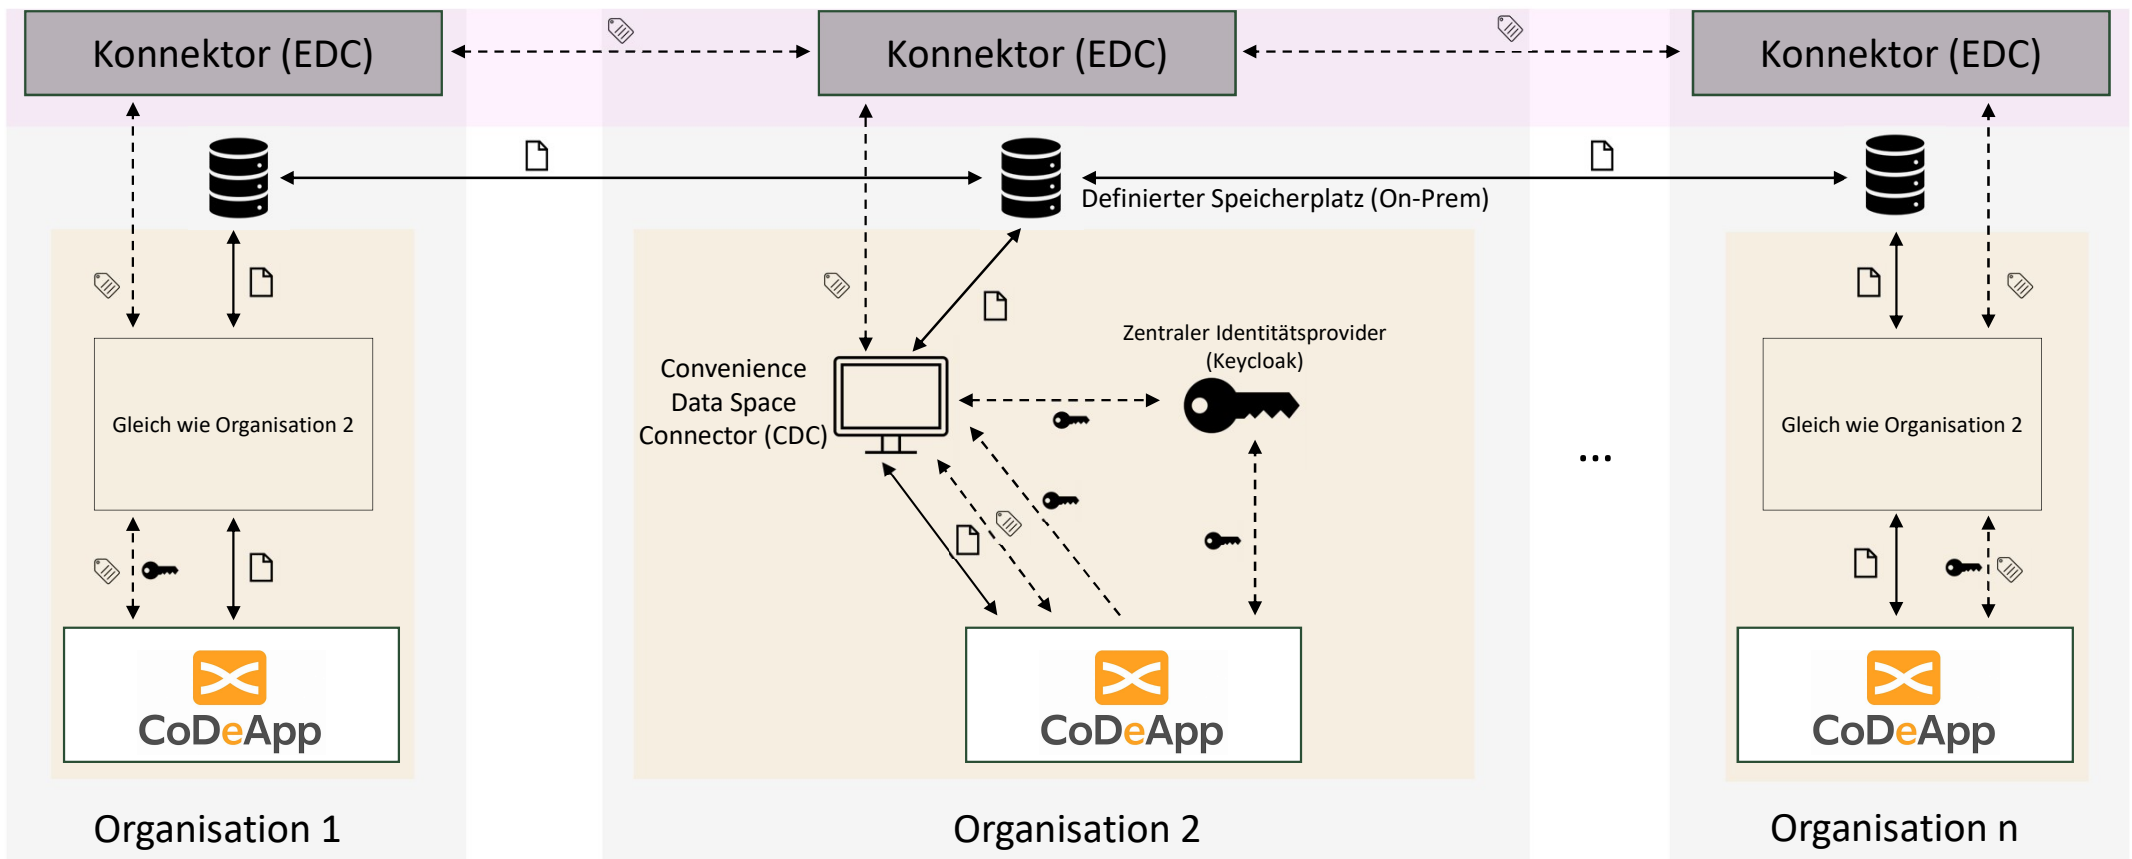 Konnektor (EDC)
Konnektor (EDC)
Konnektor (EDC)
Definierter Speicherplatz (On-Prem)
Zentraler Identitätsprovider
(Keycloak)
Convenience
Data Space
Connector (CDC)
Gleich wie Organisation 2
Gleich wie Organisation 2
...
CoDeApp
CoDeApp
CoDeApp
Organisation 1
Organisation 2
Organisation n